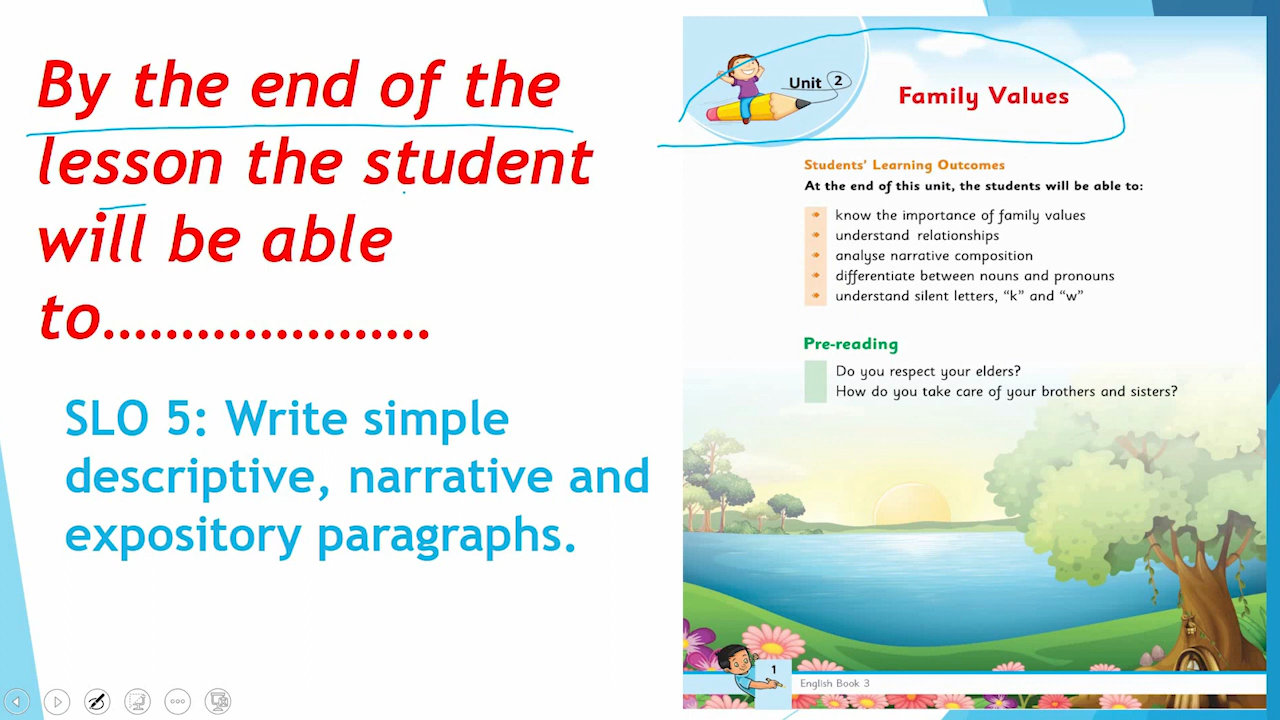 By the end of the
lesson the student
will be able
to.....................
SLO 5: Write simple
descriptive, narrative and
expository paragraphs.
Unit 2
Family Values
Students' Learning Outcomes
At the end of this unit, the students will be able to:
know the importance of family values
understand relationships
analyse narrative composition
differentiate between nouns and pronouns
understand silent letters, “k” and “w”
Pre-reading
Do you respect your elders?
How do you take care of your brothers and sisters?
1
English Book 3